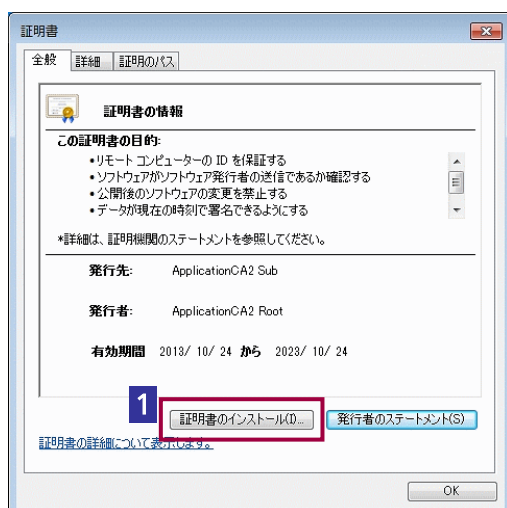 証明書
全般
詳細
証明のパス
証明書の情報
この証明書の目的:
•リモート コンピューターの ID を保証する
•ソフトウェアがソフトウェア発行者の送信であるか確認する
•公開後のソフトウェアの変更を禁止する
•データが現在の時刻で署名できるようにする
*詳細は、証明機関のステートメントを参照してください。
発行先: ApplicationCA2 Sub
発行者: ApplicationCA2 Root
有効期間 2013/ 10/ 24 から 2023/ 10/ 24
1
証明書のインストール(I)...
発行者のステートメント(S)
証明書の詳細について表示します。
OK